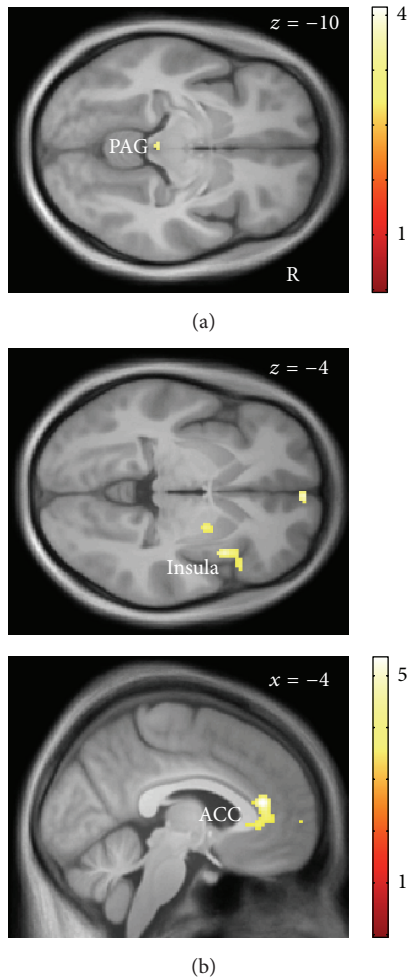 z = −10
4
PAG
1
R
(a)
z = −4
Insula
x = −4
5
ACC
1
(b)